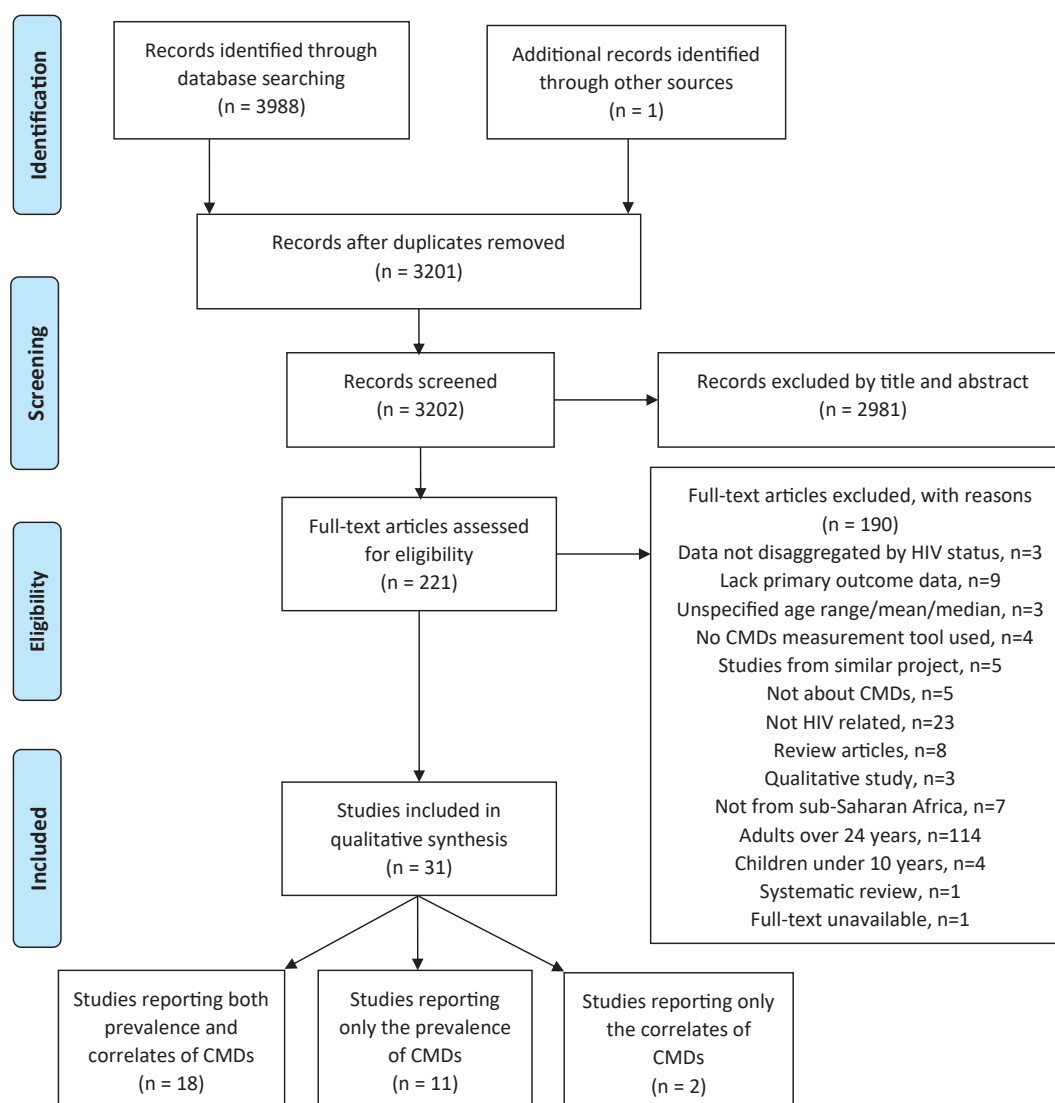 Identification
Records identified through
database searching
(n = 3988)
Additional records identified
through other sources
(n = 1)
Records after duplicates removed
(n = 3201)
Screening
Records screened
(n = 3202)
Records excluded by title and abstract
(n = 2981)
Eligibility
Full-text articles assessed
for eligibility
(n = 221)
Full-text articles excluded, with reasons
(n = 190)
Data not disaggregated by HIV status, n=3
Lack primary outcome data, n=9
Unspecified age range/mean/median, n=3
No CMDs measurement tool used, n=4
Studies from similar project, n=5
Not about CMDs, n=5
Not HIV related, n=23
Review articles, n=8
Qualitative study, n=3
Not from sub-Saharan Africa, n=7
Adults over 24 years, n=114
Children under 10 years, n=4
Systematic review, n=1
Full-text unavailable, n=1
Included
Studies included in
qualitative synthesis
(n = 31)
Studies reporting both
prevalence and
correlates of CMDs
(n = 18)
Studies reporting
only the prevalence
of CMDs
(n = 11)
Studies reporting only
the correlates of
CMDs
(n = 2)